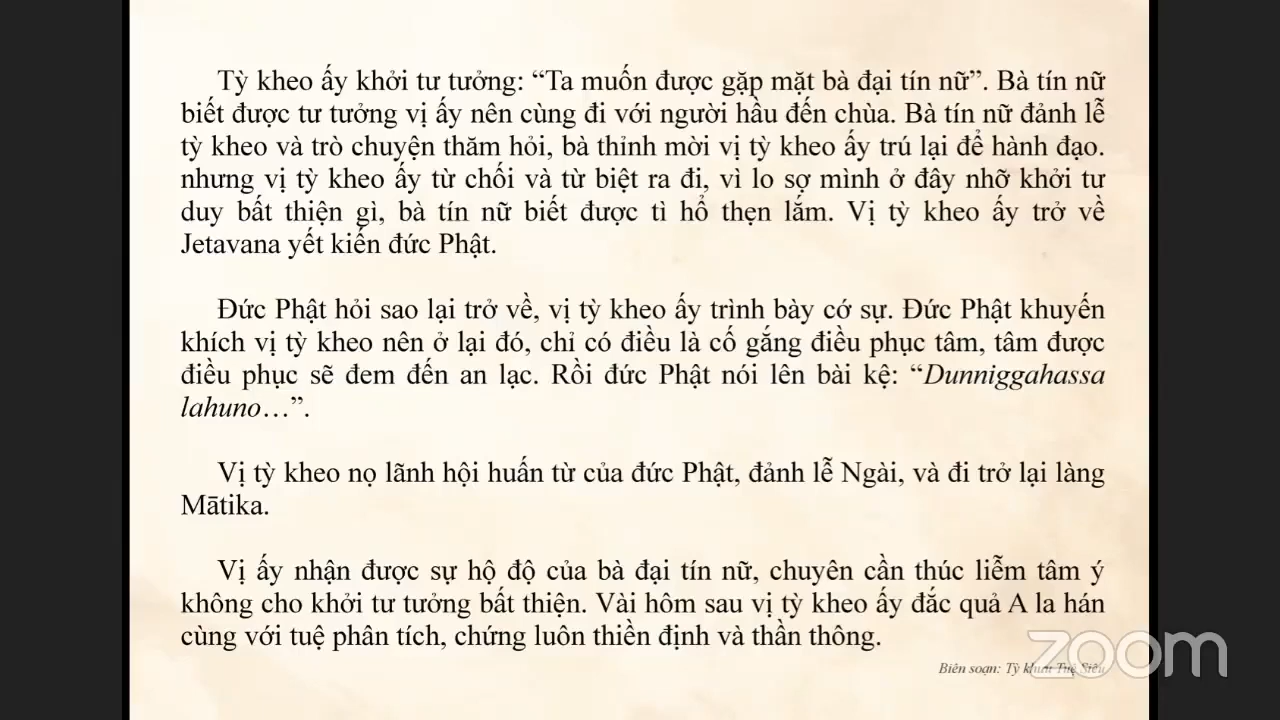 Tỳ kheo ấy khởi tư tưởng: “Ta muốn được gặp mặt bà đại tín nữ”. Bà tín nữ
biết được tư tưởng vị ấy nên cùng đi với người hầu đến chùa. Bà tín nữ đảnh lễ
tỳ kheo và trò chuyện thăm hỏi, bà thỉnh mời vị tỳ kheo ấy trú lại để hành đạo.
nhưng vị tỳ kheo ấy từ chối và từ biệt ra đi, vì lo sợ mình ở đây nhỡ khởi tư
duy bất thiện gì, bà tín nữ biết được tì hổ thẹn lắm. Vị tỳ kheo ấy trở về
Jetavana yết kiến đức Phật.
Đức Phật hỏi sao lại trở về, vị tỳ kheo ấy trình bày cớ sự. Đức Phật khuyến
khích vị tỳ kheo nên ở lại đó, chỉ có điều là cố gắng điều phục tâm, tâm được
điều phục sẽ đem đến an lạc. Rồi đức Phật nói lên bài kệ: “Dunniggahassa
lahuno…”.
Vị tỳ kheo nọ lãnh hội huấn từ của đức Phật, đảnh lễ Ngài, và đi trở lại làng
Mātika.
Vị ấy nhận được sự hộ độ của bà đại tín nữ, chuyên cần thúc liễm tâm ý
không cho khởi tư tưởng bất thiện. Vài hôm sau vị tỳ kheo ấy đắc quả A la hán
cùng với tuệ phân tích, chứng luôn thiền định và thần thông.
Biên soạn: Tỳ khưu Tuệ Siêu
zoom